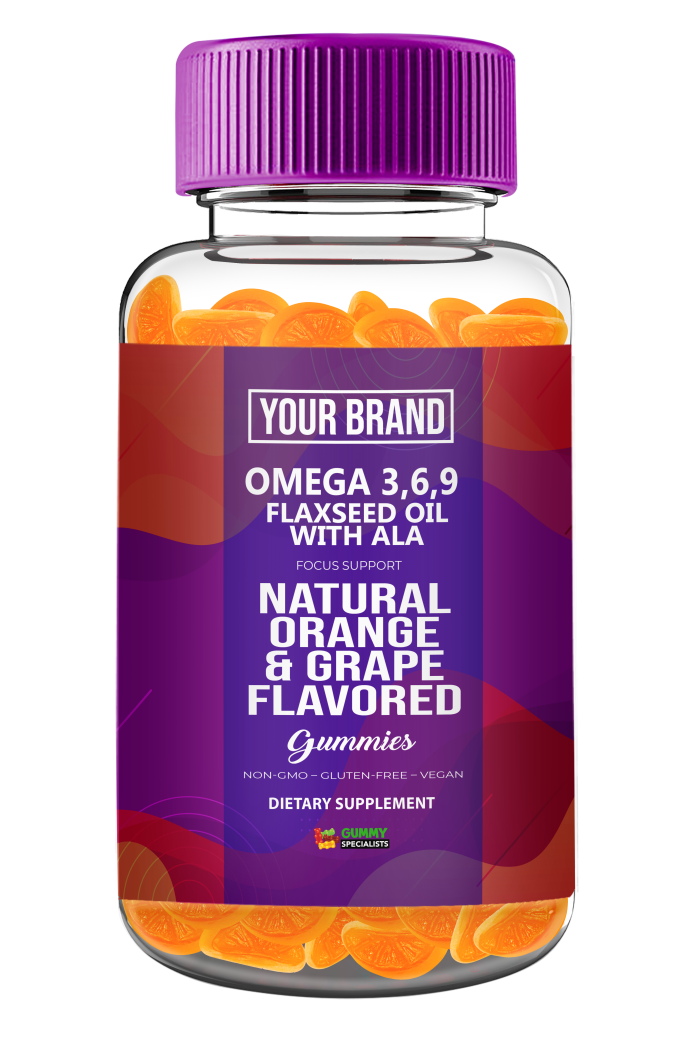 YOUR BRAND
OMEGA 3,6,9
FLAXSEED OIL
WITH ALA
FOCUS SUPPORT
NATURAL
ORANGE
& GRAPE
FLAVORED
Gummies
NON-GMO – GLUTEN-FREE – VEGAN
DIETARY SUPPLEMENT
GUMMY
SPECIALISTS